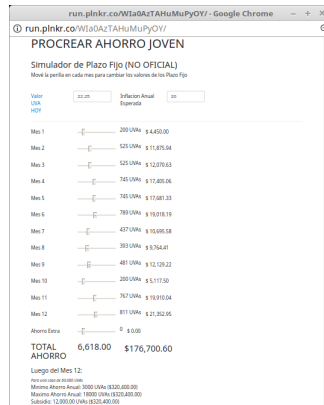 run.plnkr.co/WIa0AzTAHuMuPyOY/ - Google Chrome
run.plnkr.co/WIa0AzTAHuMuPyOY/
PROCREAR AHORRO JOVEN
Simulador de Plazo Fijo (NO OFICIAL)
Mové la perilla en cada mes para cambiar los valores de los Plazo Fijo
Valor UVA HOY 22.25 Inflacion Anual Esperada 20
Mes 1 200 UVAs $ 4,450.00
Mes 2 525 UVAs $ 11,875.94
Mes 3 525 UVAs $ 12,070.63
Mes 4 745 UVAs $ 17,405.06
Mes 5 745 UVAs $ 17,681.33
Mes 6 789 UVAs $ 19,018.19
Mes 7 437 UVAs $ 10,695.58
Mes 8 393 UVAs $ 9,764.41
Mes 9 481 UVAs $ 12,129.22
Mes 10 200 UVAs $ 5,117.50
Mes 11 767 UVAs $ 19,910.04
Mes 12 811 UVAs $ 21,352.95
Ahorro Extra 0 $ 0.00
TOTAL AHORRO 6,618.00 $176,700.60
Luego del Mes 12:
Minimo Ahorro Anual: 3800 UVAs ($320,400.00)
Maximo Ahorro Anual: 18000 UVAs ($320,400.00)
Subsidio: 12,000.00 UVAs ($320,400.00)